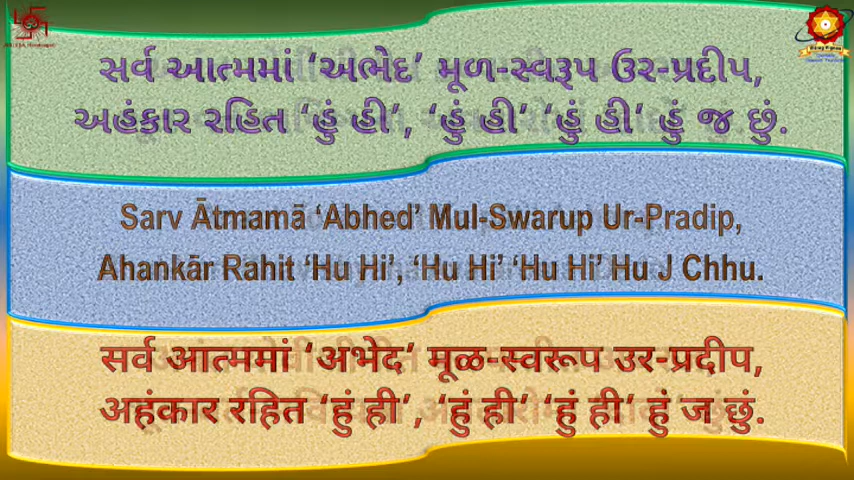 સર્વ આત્મમાં ‘અભેદ’ મૂળ-સ્વરૂપ ઉર-પ્રદીપ,
અહંકાર રહિત ‘હું હી’, ‘હું હી’ ‘હું હી’ હું જ છું.
Sarv Ātmamā ‘Abhed’ Mul-Swarup Ur-Pradip,
Ahankār Rahit ‘Hu Hi’, ‘Hu Hi’ ‘Hu Hi’ Hu J Chhu.
सर्व आत्ममां ‘अभेद’ मूळ-स्वरूप उर-प्रदीप,
अहंकार रहित ‘हुं ही’, ‘हुं ही’ ‘हुं ही’ हुं ज छुं.